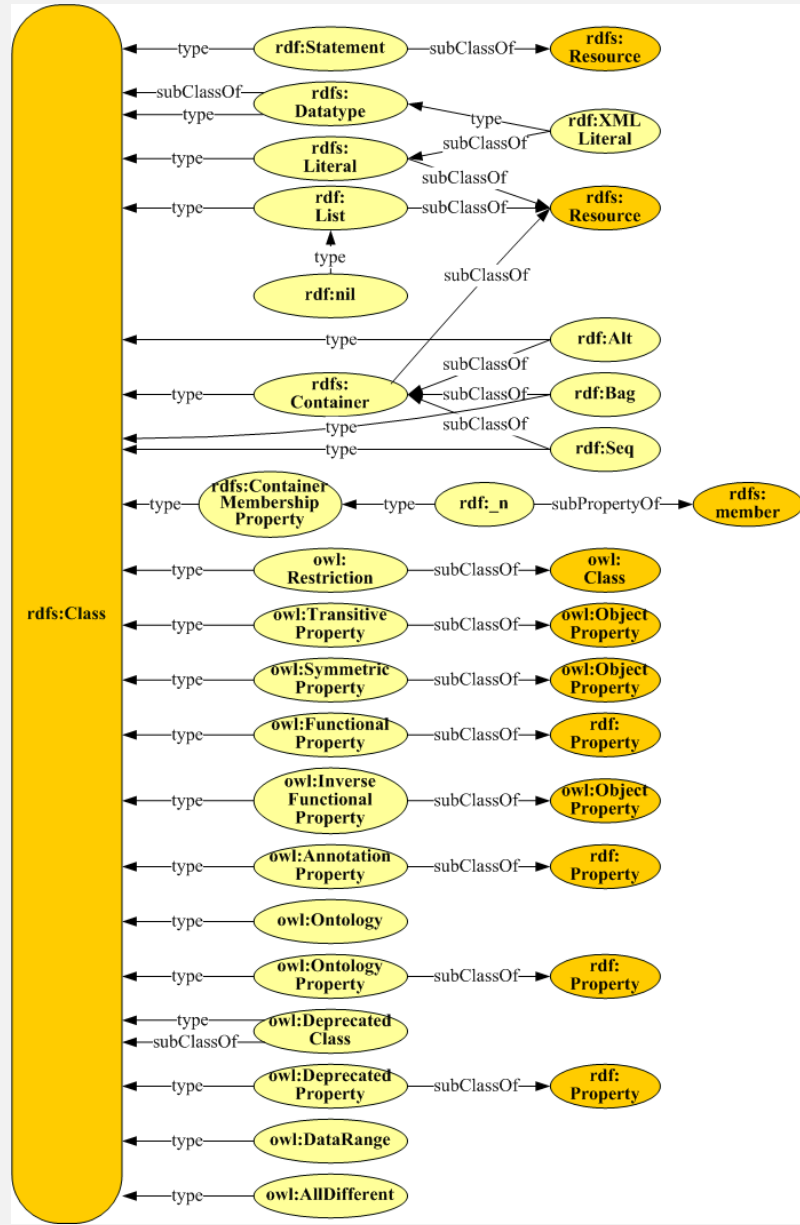 type
rdf:Statement
subClassOf
rdfs:
Resource
subClassOf
type
rdfs:
Datatype
type
rdf:XML
Literal
subClassOf
type
rdfs:
Literal
subClassOf
type
rdf:
List
subClassOf
rdfs:
Resource
type
rdf:nil
subClassOf
type
rdf:Alt
subClassOf
type
rdfs:
Container
subClassOf
rdf:Bag
type
subClassOf
type
rdf:Seq
type
rdfs:Container
Membership
Property
type
rdf:_n
subPropertyOf
rdfs:
member
type
owl:
Restriction
subClassOf
owl:
Class
rdfs:Class
type
owl:Transitive
Property
subClassOf
owl:Object
Property
type
owl:Symmetric
Property
subClassOf
owl:Object
Property
type
owl:Functional
Property
subClassOf
rdf:
Property
type
owl:Inverse
Functional
Property
subClassOf
owl:Object
Property
type
owl:Annotation
Property
subClassOf
rdf:
Property
type
owl:Ontology
type
owl:Ontology
Property
subClassOf
rdf:
Property
type
subClassOf
owl:Deprecated
Class
type
owl:Deprecated
Property
subClassOf
rdf:
Property
type
owl:DataRange
type
owl:AllDifferent